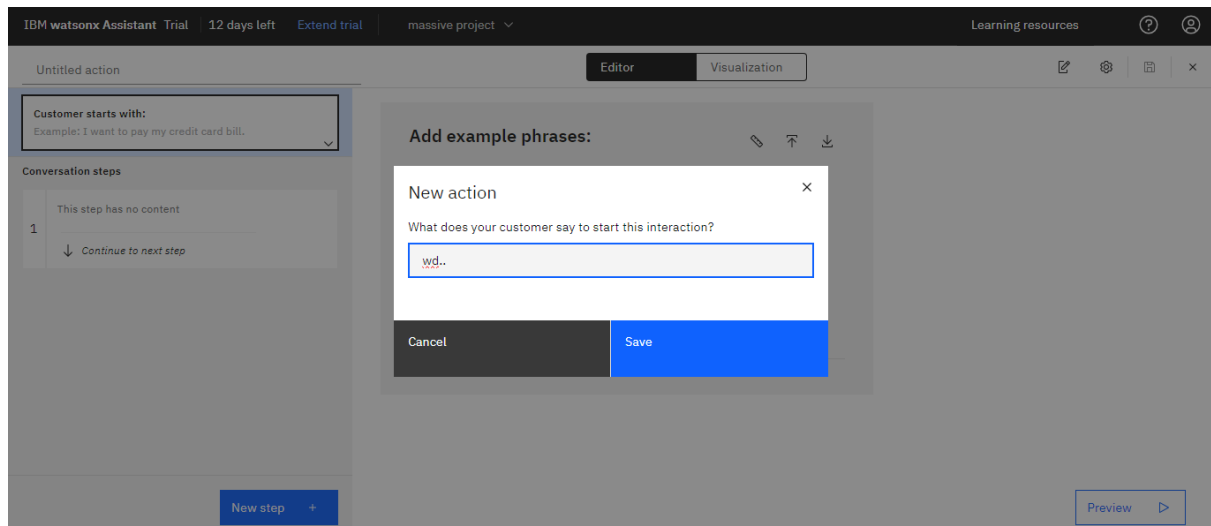 IBM watsonx Assistant Trial 12 days left Extend trial massive project Learning resources
Untitled action Editor Visualization
Customer starts with:
Example: I want to pay my credit card bill.
Add example phrases:
Conversation steps
1 This step has no content
Continue to next step
New action
What does your customer say to start this interaction?
wd..
Cancel Save
New step +
Preview